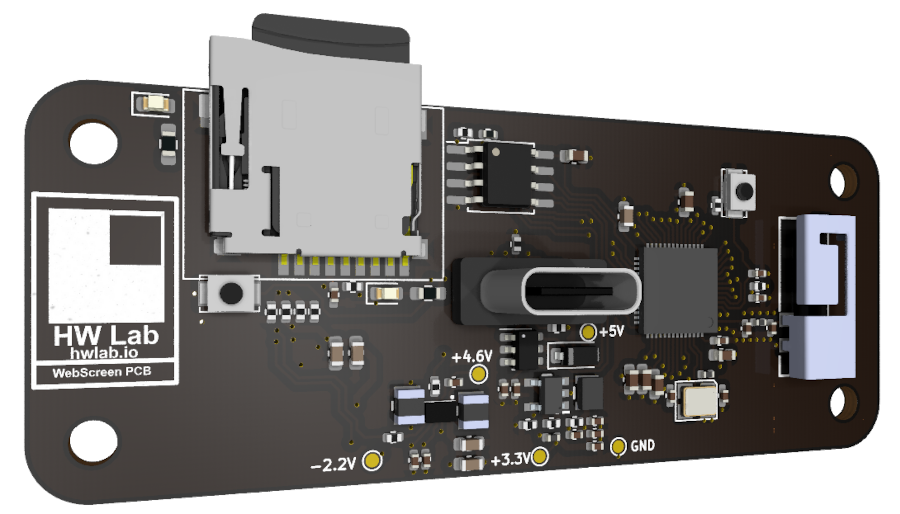 HW Lab
hwlab.io
WebScreen PCB
+5V
+4.6V
−2.2V
+3.3V
GND